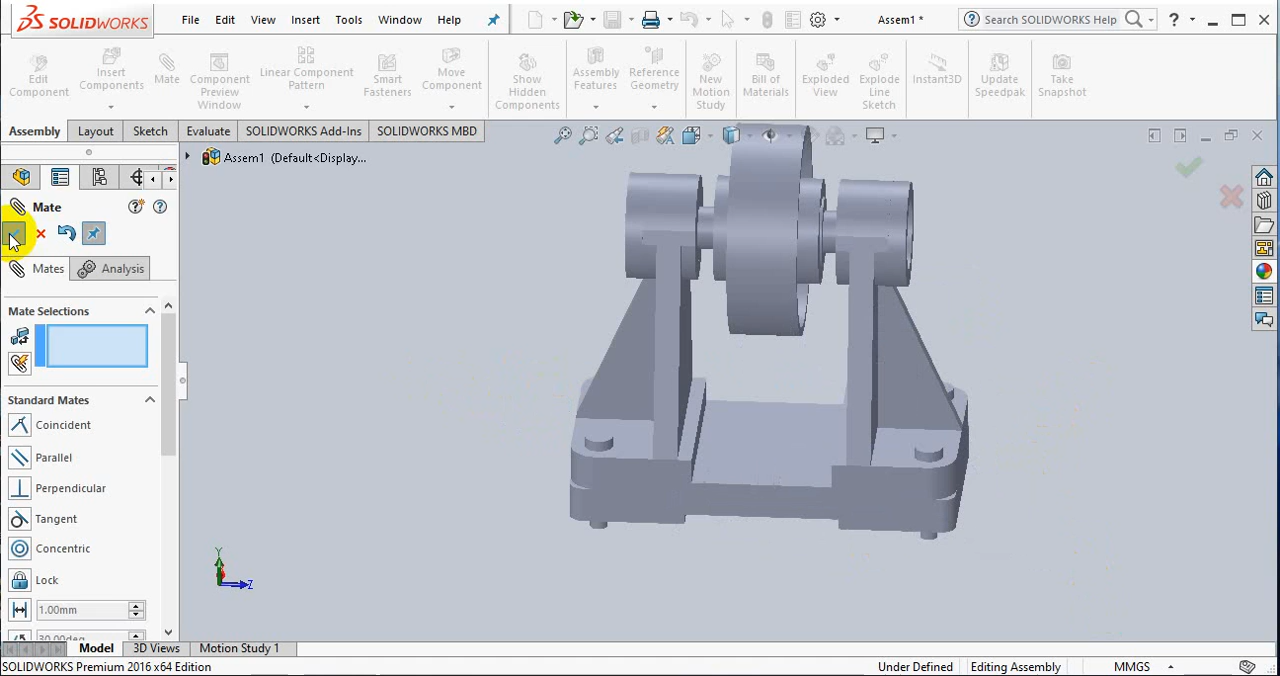 SOLIDWORKS
File Edit View Insert Tools Window Help
Assem1 *
Search SOLIDWORKS Help
?
Edit Component
Insert Components
Mate
Component Preview Window
Linear Component Pattern
Smart Fasteners
Move Component
Show Hidden Components
Assembly Features
Reference Geometry
New Motion Study
Bill of Materials
Exploded View
Explode Line Sketch
Instant3D
Update Speedpak
Take Snapshot
Assembly Layout Sketch Evaluate SOLIDWORKS Add-Ins SOLIDWORKS MBD
Assem1 (Default<Display...
Mate
Mates Analysis
Mate Selections
Standard Mates
Coincident
Parallel
Perpendicular
Tangent
Concentric
Lock
1.00mm
30.00deg
Y
Z
Model 3D Views Motion Study 1
SOLIDWORKS Premium 2016 x64 Edition
Under Defined Editing Assembly MMGS